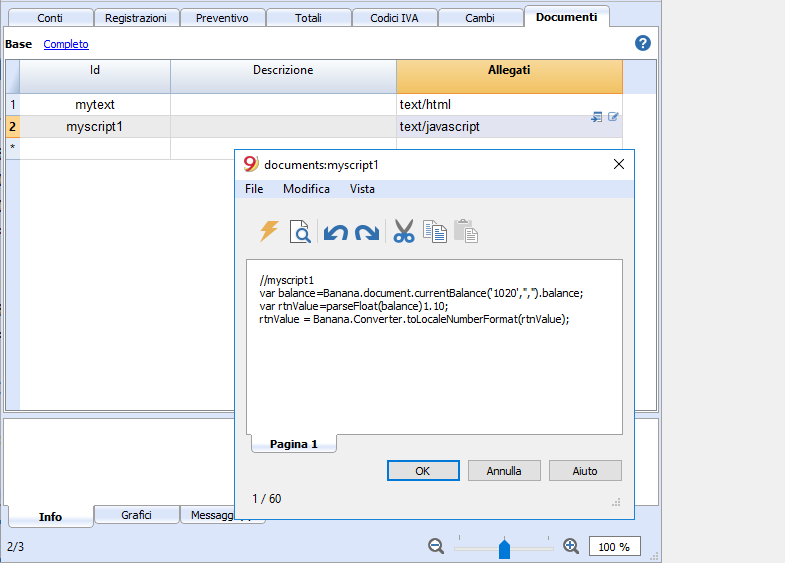 Conti Registrazioni Preventivo Totali Codici IVA Cambi Documenti
Base Completo ?
Id Descrizione Allegati
1 mytext text/html
2 myscript1 text/javascript
*
9 documents:myscript1
File Modifica Vista
//myscript1
var balance=Banana.document.currentBalance('1020','','').balance;
var rtnValue=parseFloat(balance)1.10;
rtnValue = Banana.Converter.toLocaleNumberFormat(rtnValue);
Pagina 1
OK Annulla Aiuto
1 / 60
Info Grafici
2/3 100 %